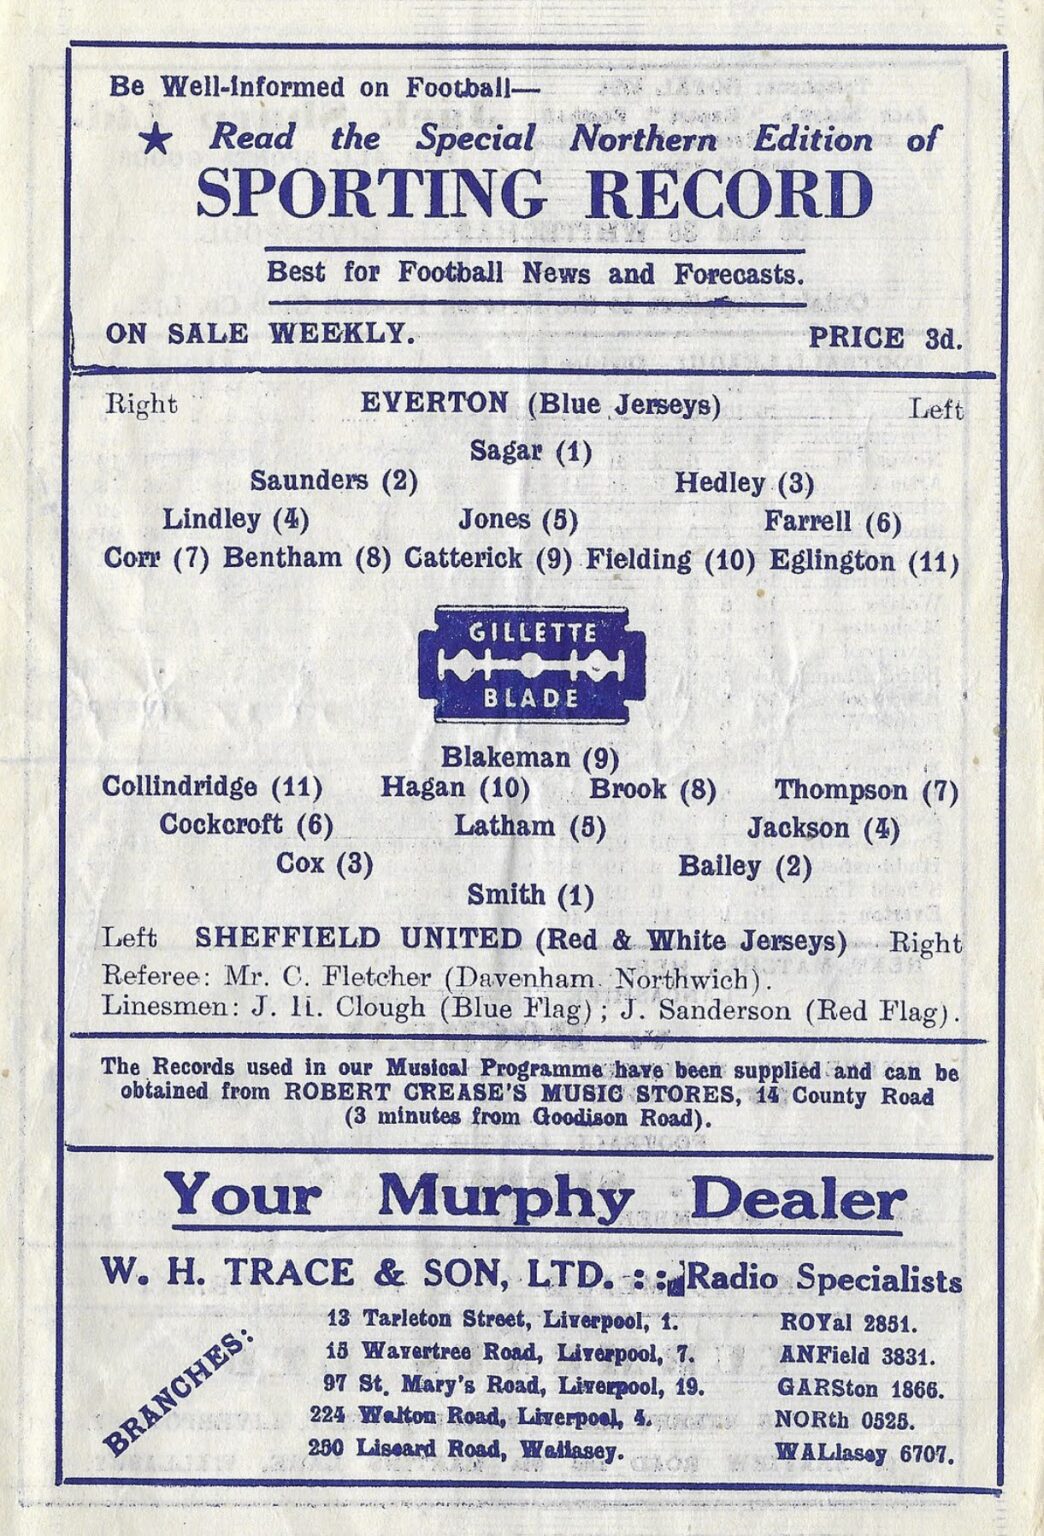 Be Well-informed on Football—
★ Read the Special Northern Edition of
SPORTING RECORD
Best for Football News and Forecasts.
ON SALE WEEKLY. PRICE 3d.
Right EVERTON (Blue Jerseys) Left
Sagar (1)
Saunders (2) Hedley (3)
Lindley (4) Jones (5) Farrell (6)
Corr (7) Bentham (8) Catterick (9) Fielding (10) Eglington (11)
GILLETTE
BLADE
Blakeman (9)
Collindridge (11) Hagan (10) Brook (8) Thompson (7)
Cockcroft (6) Latham (5) Jackson (4)
Cox (3) Bailey (2)
Smith (1)
Left SHEFFIELD UNITED (Red & White Jerseys) Right
Referee: Mr. C. Fletcher (Davenham Northwich).
Linesmen: J. H. Clough (Blue Flag); J. Sanderson (Red Flag).
The Records used in our Musical Programme have been supplied and can be
obtained from ROBERT CREASE'S MUSIC STORES, 14 County Road
(3 minutes from Goodison Road).
Your Murphy Dealer
W. H. TRACE & SON, LTD. : : Radio Specialists
BRANCHES:
13 Tarleton Street, Liverpool, 1. ROYal 2851.
15 Wavertree Road, Liverpool, 7. ANField 3831.
97 St. Mary's Road, Liverpool, 19. GARSton 1866.
224 Walton Road, Liverpool, 4. NORth 0525.
250 Liscard Road, Wallasey. WALlasey 6707.